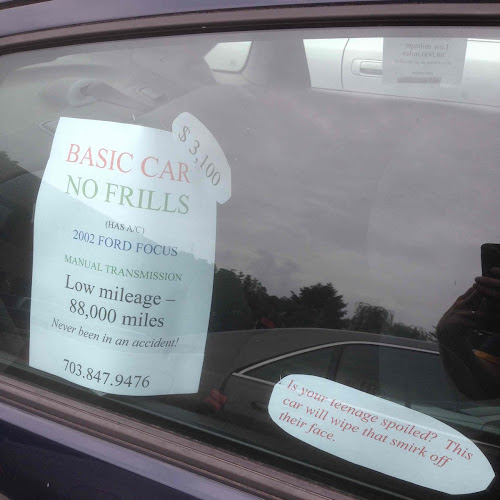 $3,100
BASIC CAR
NO FRILLS
(HAS A/C)
2002 FORD FOCUS
MANUAL TRANSMISSION
Low mileage –
88,000 miles
Never been in an accident!
703.847.9476
Is your teenage spoiled? This
car will wipe that smirk off
their face.